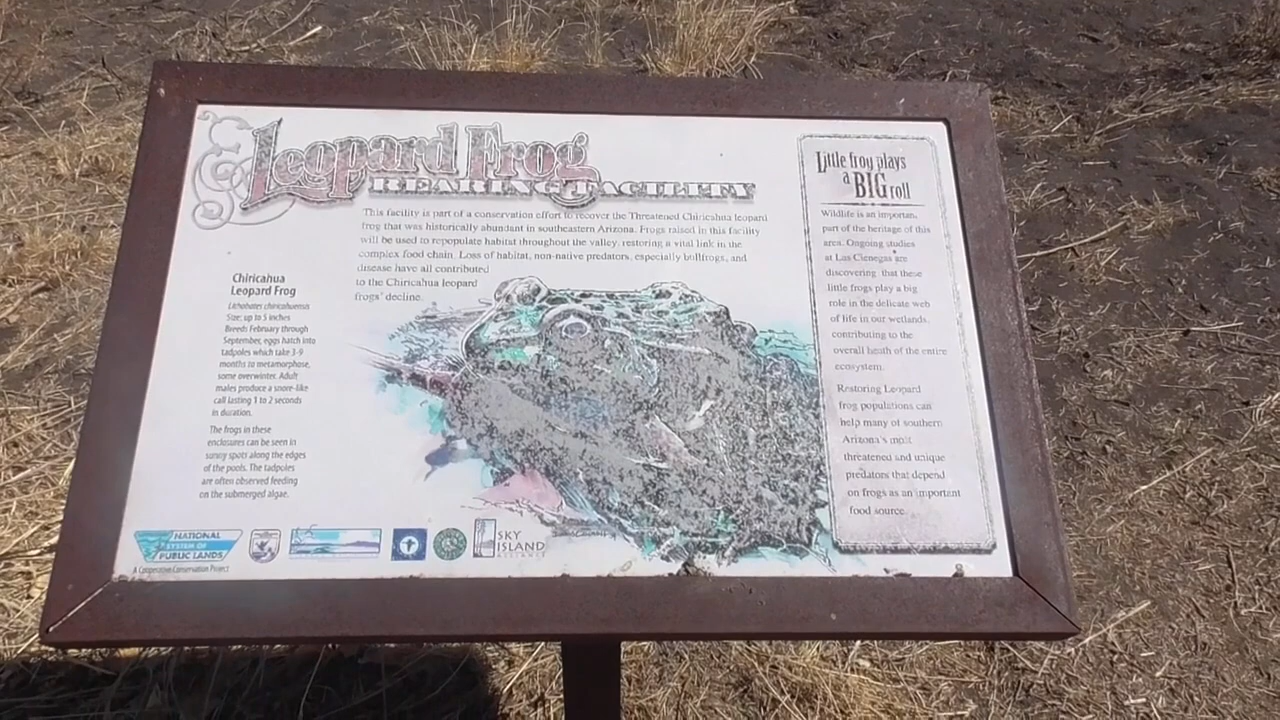 Leopard Frog
REARING FACILITY
This facility is part of a conservation effort to recover the Threatened Chiricahua leopard
frog that was historically abundant in southeastern Arizona. Frogs raised in this facility
will be used to repopulate habitat throughout the valley, restoring a vital link in the
complex food chain. Loss of habitat, non-native predators, especially bullfrogs, and
disease have all contributed
to the Chiricahua leopard
frogs' decline.
Chiricahua
Leopard Frog
Lithobates chiricahuensis
Size: up to 5 inches
Breeds February through
September, eggs hatch into
tadpoles which take 3-9
months to metamorphose,
some overwinter. Adult
males produce a snore-like
call lasting 1 to 2 seconds
in duration.
The frogs in these
enclosures can be seen in
sunny spots along the edges
of the pools. The tadpoles
are often observed feeding
on the submerged algae.
Little frog plays
a BIG roll
Wildlife is an important
part of the heritage of this
area. Ongoing studies
at Las Cienegas are
discovering that these
little frogs play a big
role in the delicate web
of life in our wetlands,
contributing to the
overall heath of the entire
ecosystem.
Restoring Leopard
frog populations can
help many of southern
Arizona's most
threatened and unique
predators that depend
on frogs as an important
food source.
NATIONAL
SYSTEM OF
PUBLIC LANDS
A Cooperative Conservation Project
SKY
ISLAND
ALLIANCE